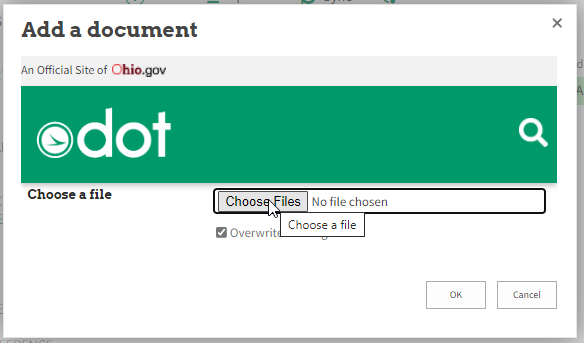 Sync
Add a document
×
An Official Site of Ohio.gov
dot
Choose a file
Choose Files No file chosen
Choose a file
Overwrite
OK
Cancel